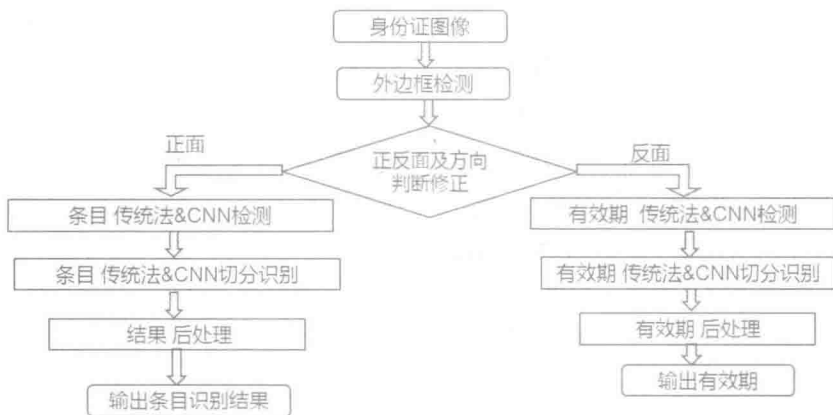 身份证图像
外边框检测
正反面及方向
判断修正
正面
反面
条目 传统法&CNN检测
条目 传统法&CNN切分识别
结果 后处理
输出条目识别结果
有效期 传统法&CNN检测
有效期 传统法&CNN切分识别
有效期 后处理
输出有效期